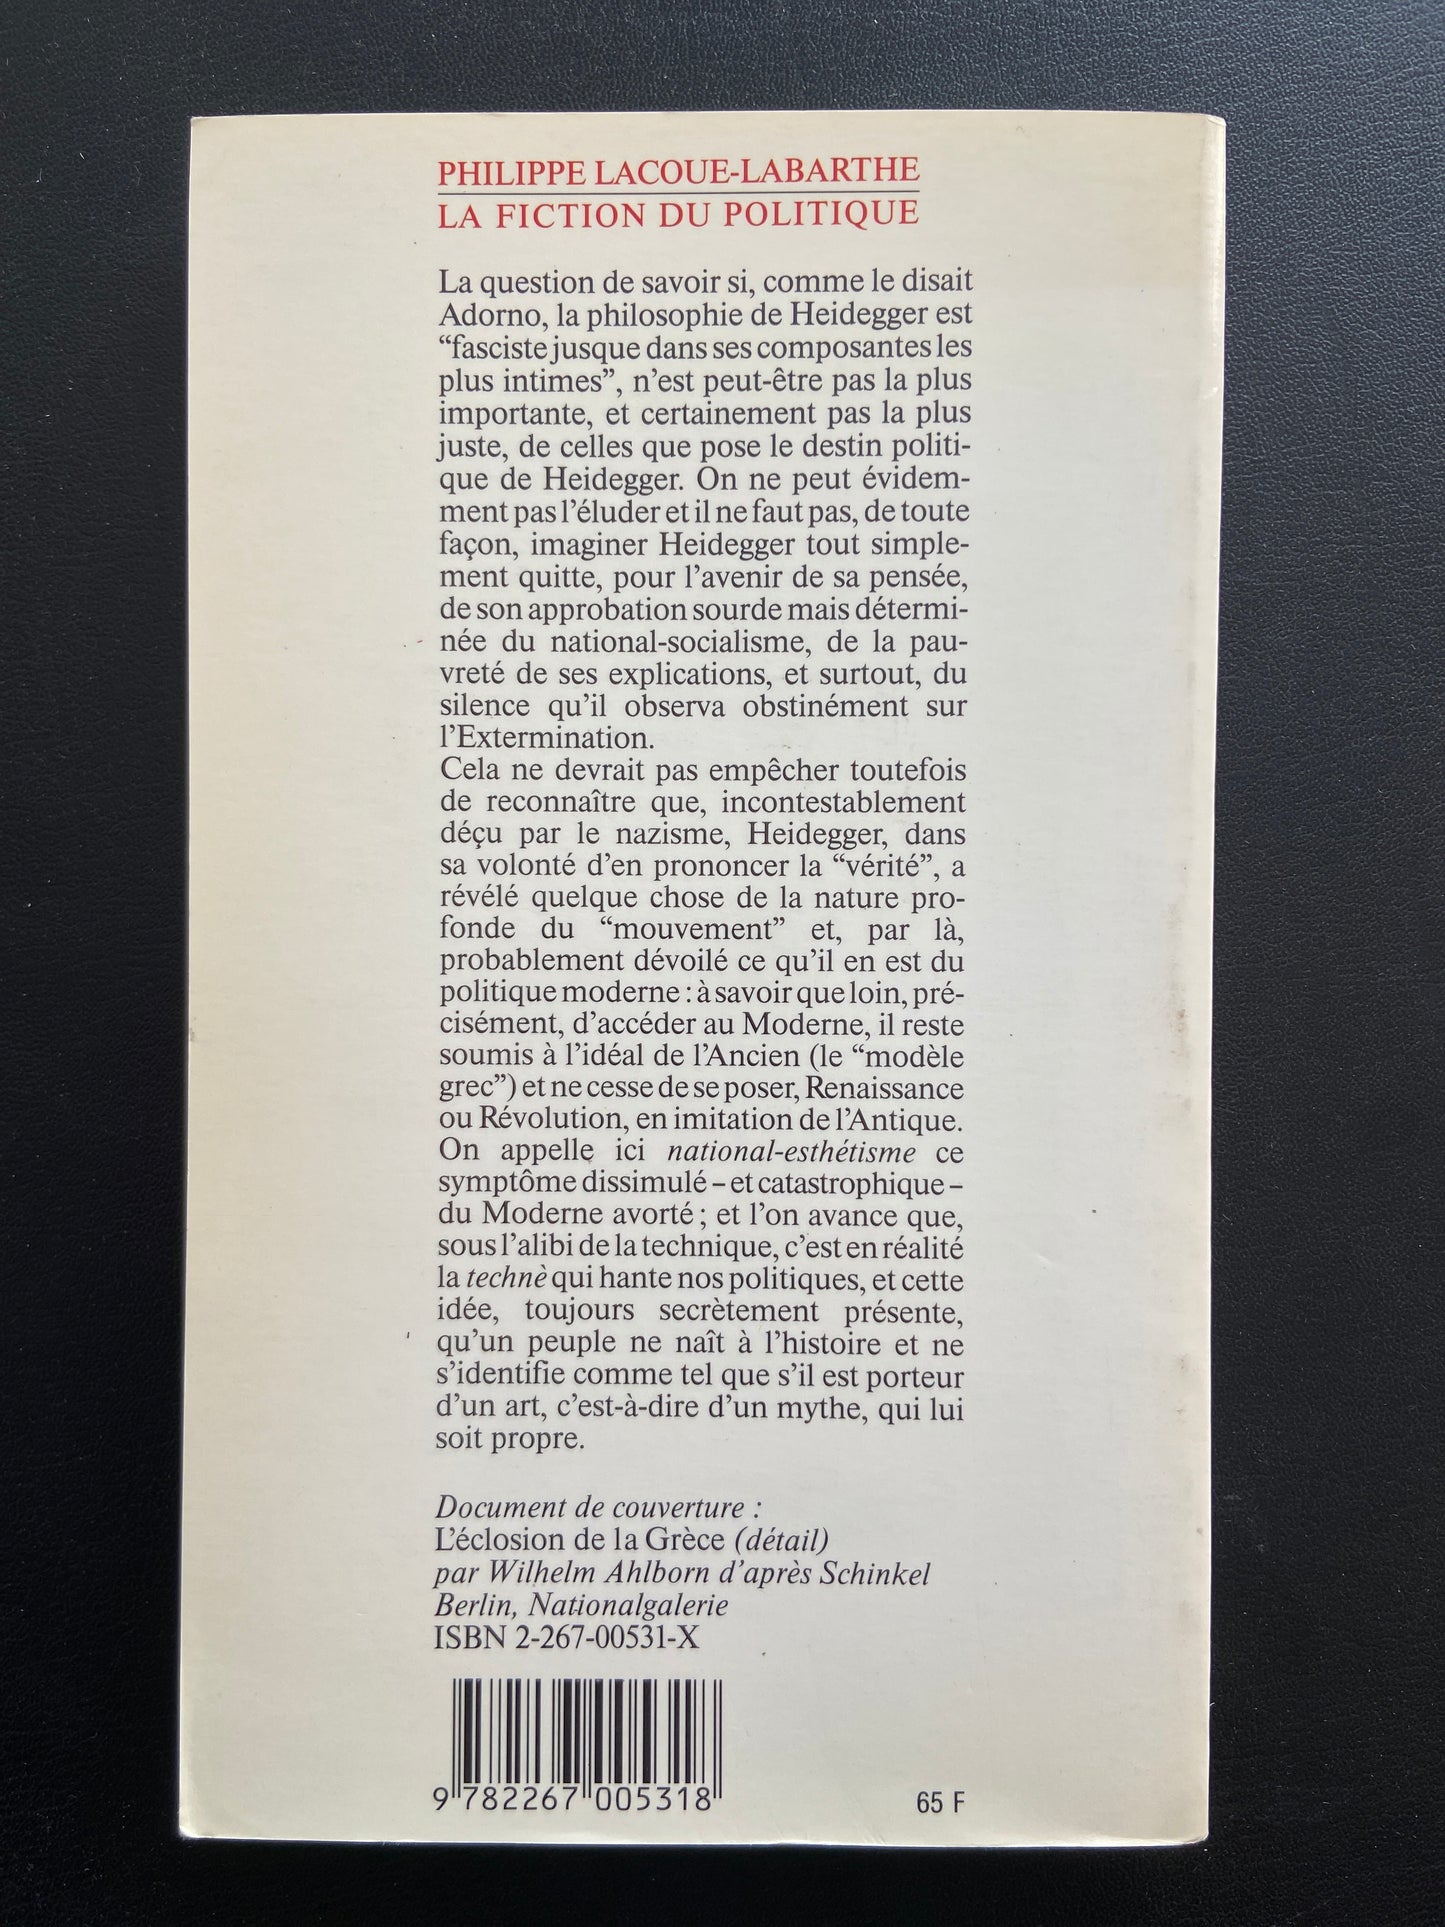 PHILIPPE LACOUE-LABARTHE
LA FICTION DU POLITIQUE
La question de savoir si, comme le disait
Adorno, la philosophie de Heidegger est
“fasciste jusque dans ses composantes les
plus intimes”, n’est peut-être pas la plus
importante, et certainement pas la plus
juste, de celles que pose le destin politi-
que de Heidegger. On ne peut évidem-
ment pas l’éluder et il ne faut pas, de toute
façon, imaginer Heidegger tout simple-
ment quitte, pour l’avenir de sa pensée,
de son approbation sourde mais détermi-
née du national-socialisme, de la pau-
vreté de ses explications, et surtout, du
silence qu’il observa obstinément sur
l’Extermination.
Cela ne devrait pas empêcher toutefois
de reconnaître que, incontestablement
déçu par le nazisme, Heidegger, dans
sa volonté d’en prononcer la “vérité”, a
révélé quelque chose de la nature pro-
fonde du “mouvement” et, par là,
probablement dévoilé ce qu’il en est du
politique moderne : à savoir que loin, pré-
cisément, d’accéder au Moderne, il reste
soumis à l’idéal de l’Ancien (le “modèle
grec”) et ne cesse de se poser, Renaissance
ou Révolution, en imitation de l’Antique.
On appelle ici national-esthétisme ce
symptôme dissimulé – et catastrophique –
du Moderne avorté ; et l’on avance que,
sous l’alibi de la technique, c’est en réalité
la technè qui hante nos politiques, et cette
idée, toujours secrètement présente,
qu’un peuple ne naît à l’histoire et ne
s’identifie comme tel que s’il est porteur
d’un art, c’est-à-dire d’un mythe, qui lui
soit propre.
Document de couverture :
L’éclosion de la Grèce (détail)
par Wilhelm Ahlborn d’après Schinkel
Berlin, Nationalgalerie
ISBN 2-267-00531-X
9 782267 005318
65 F